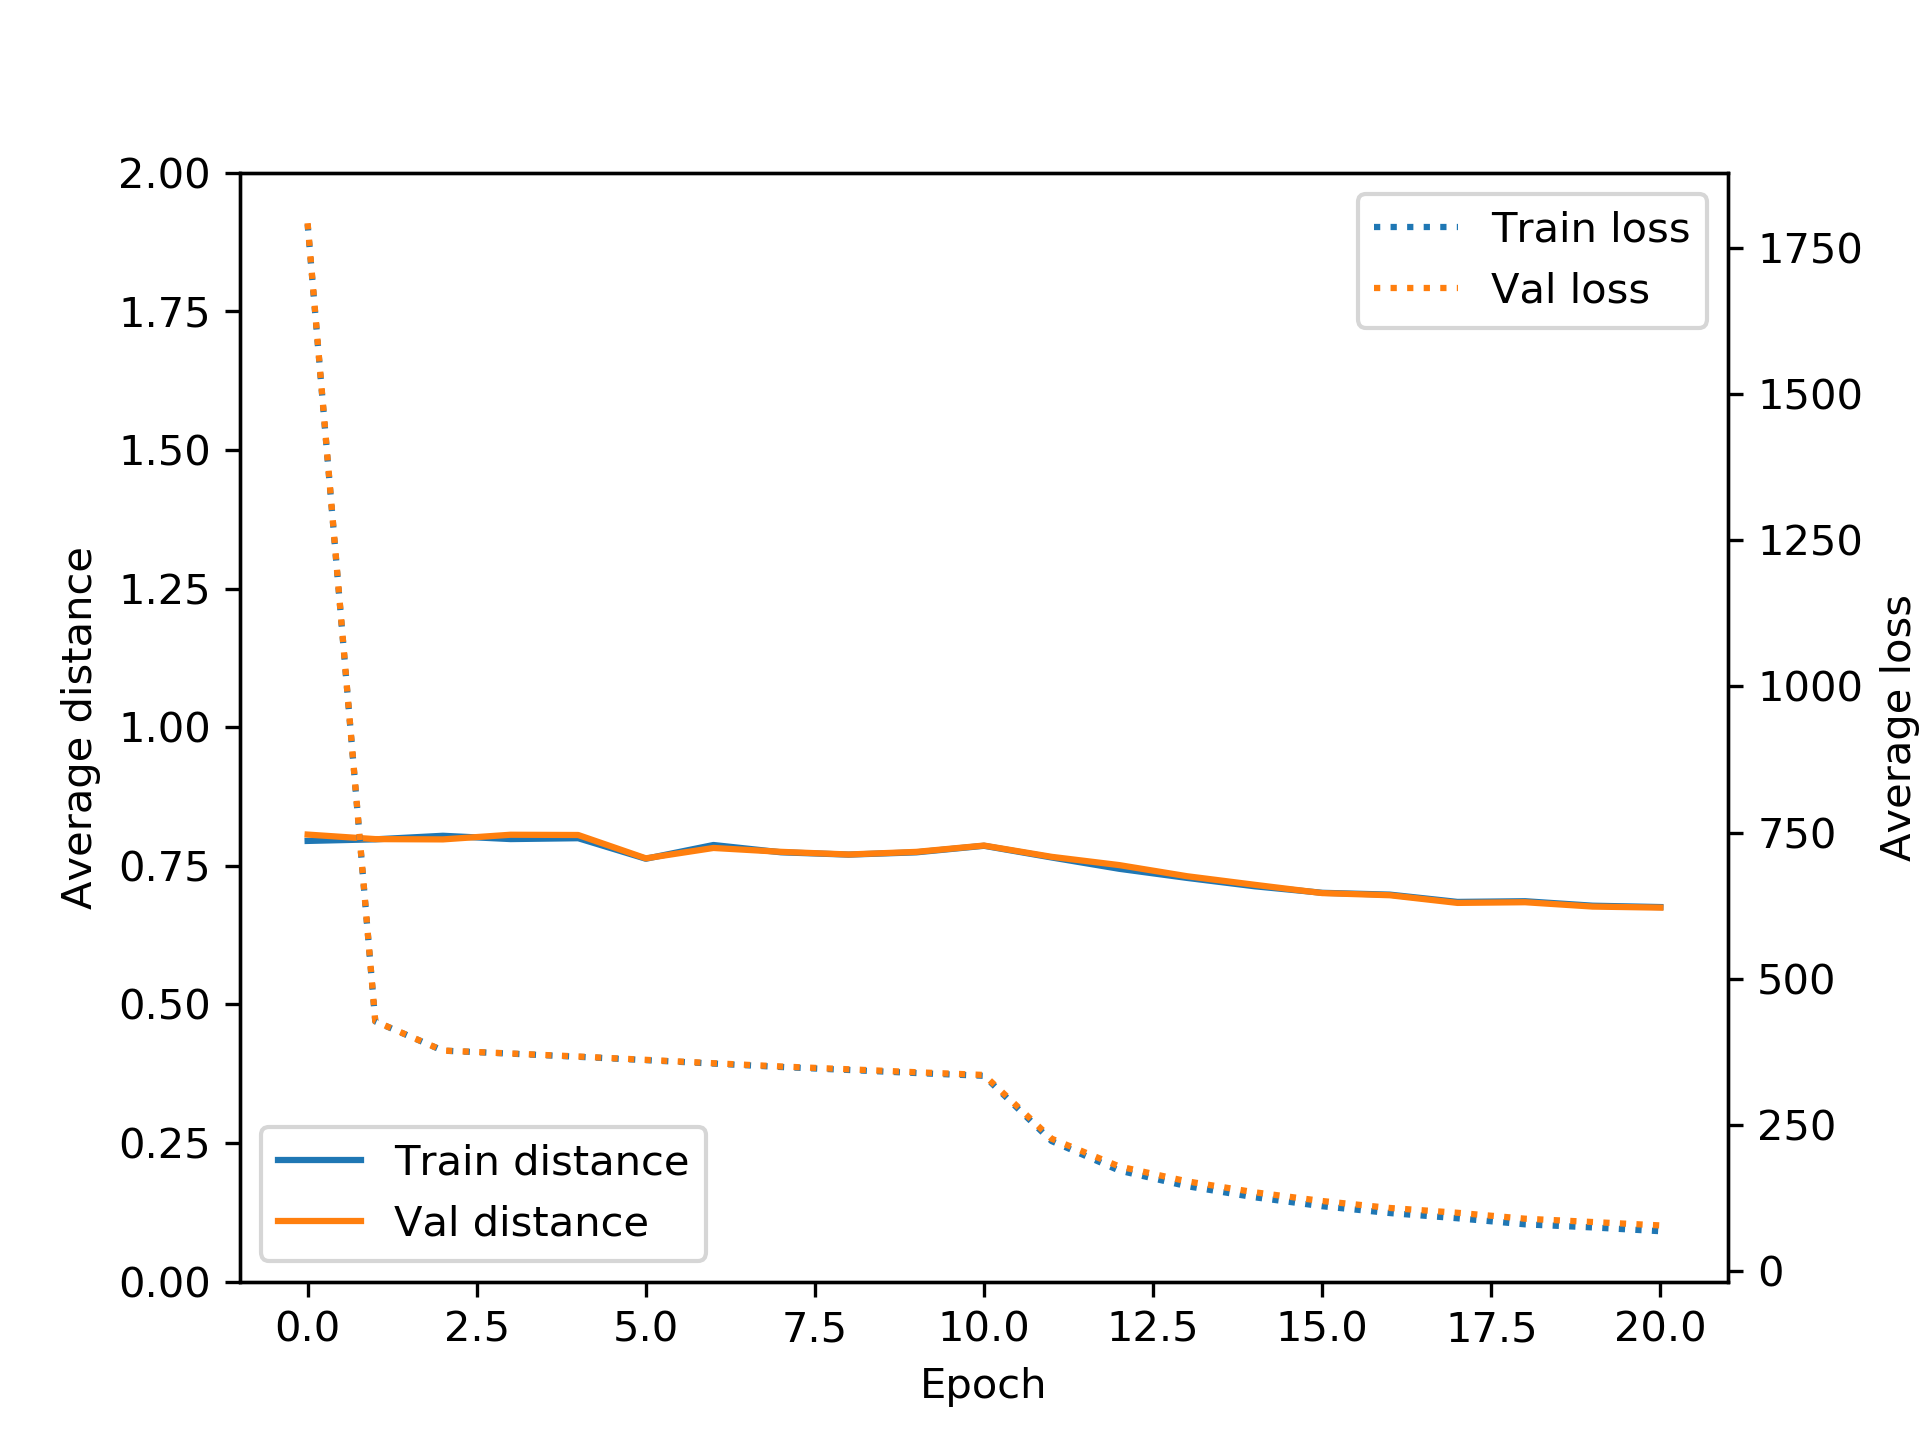 2.00
1.75
1.50
1.25
1.00
0.75
0.50
0.25
0.00
Average distance
Train loss
Val loss
Train distance
Val distance
1750
1500
1250
1000
750
500
250
0
Average loss
0.0 2.5 5.0 7.5 10.0 12.5 15.0 17.5 20.0
Epoch